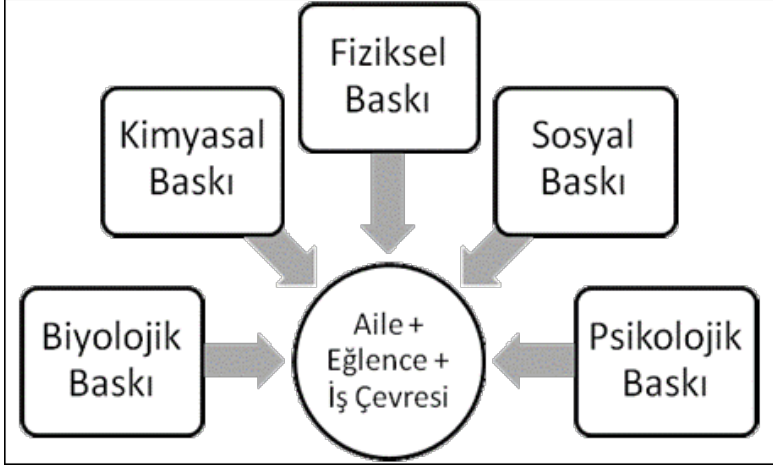 Fiziksel
Baskı
Kimyasal
Baskı
Sosyal
Baskı
Biyolojik
Baskı
Aile +
Eğlence +
İş Çevresi
Psikolojik
Baskı